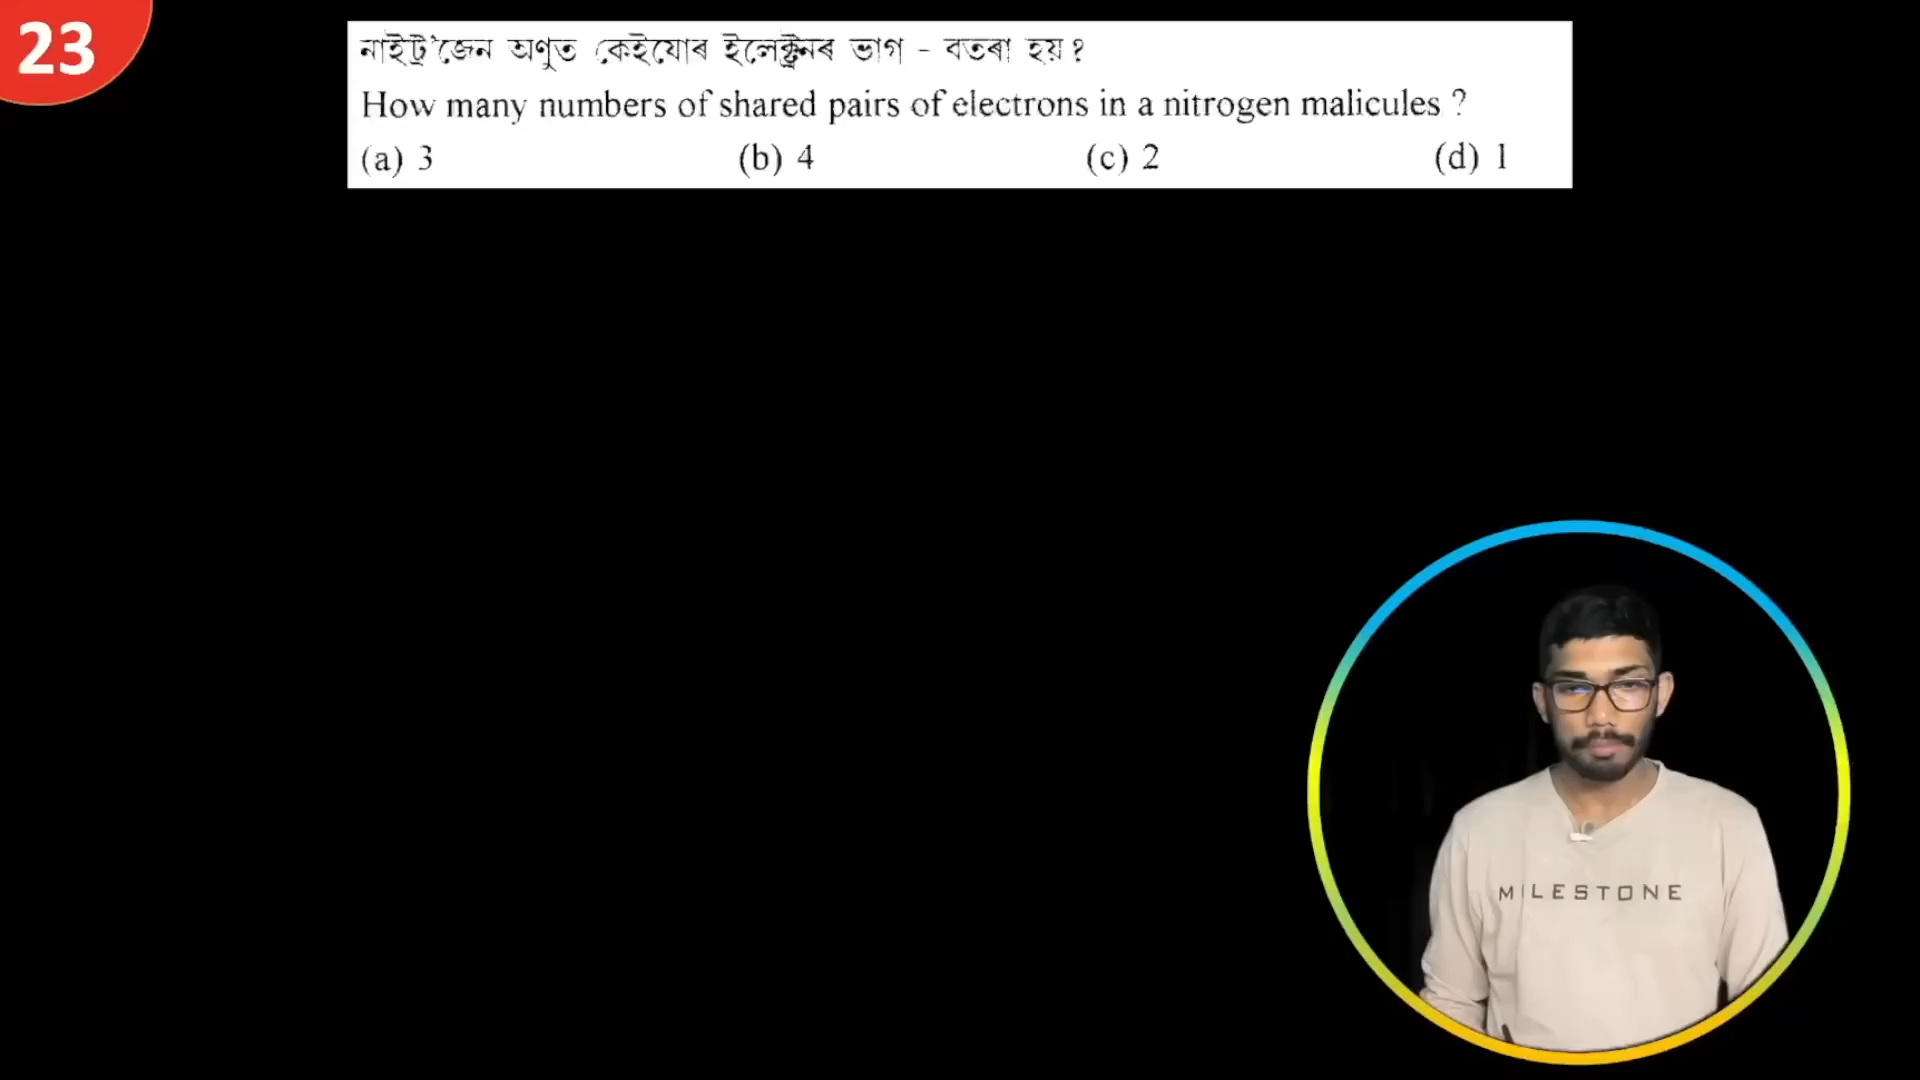 23
নাইট্ৰ'জেন অণুত কেইযোৰ ইলেক্ট্ৰনৰ ভাগ - বতৰা হয়?
How many numbers of shared pairs of electrons in a nitrogen malicules ?
(a) 3 (b) 4 (c) 2 (d) 1
MILESTONE